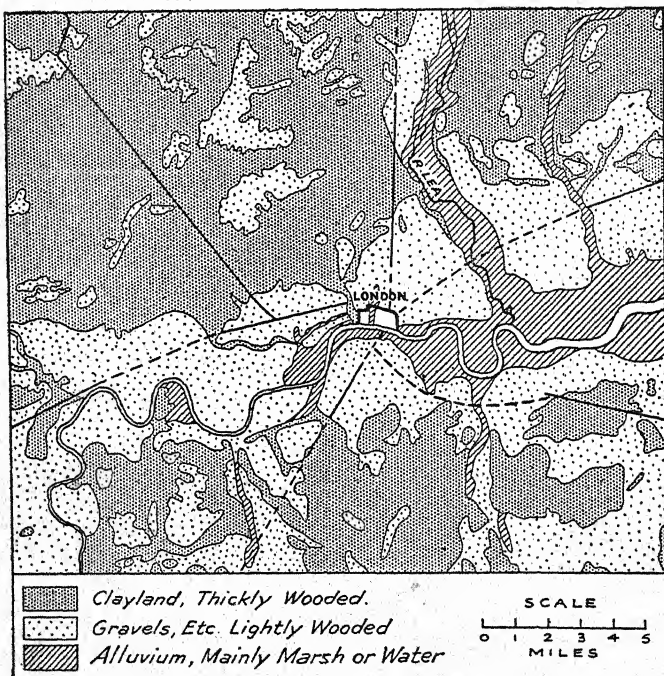 R. LEA
LONDON
Clayland, Thickly Wooded.
Gravels, Etc. Lightly Wooded
Alluvium, Mainly Marsh or Water
SCALE
0 1 2 3 4 5
MILES